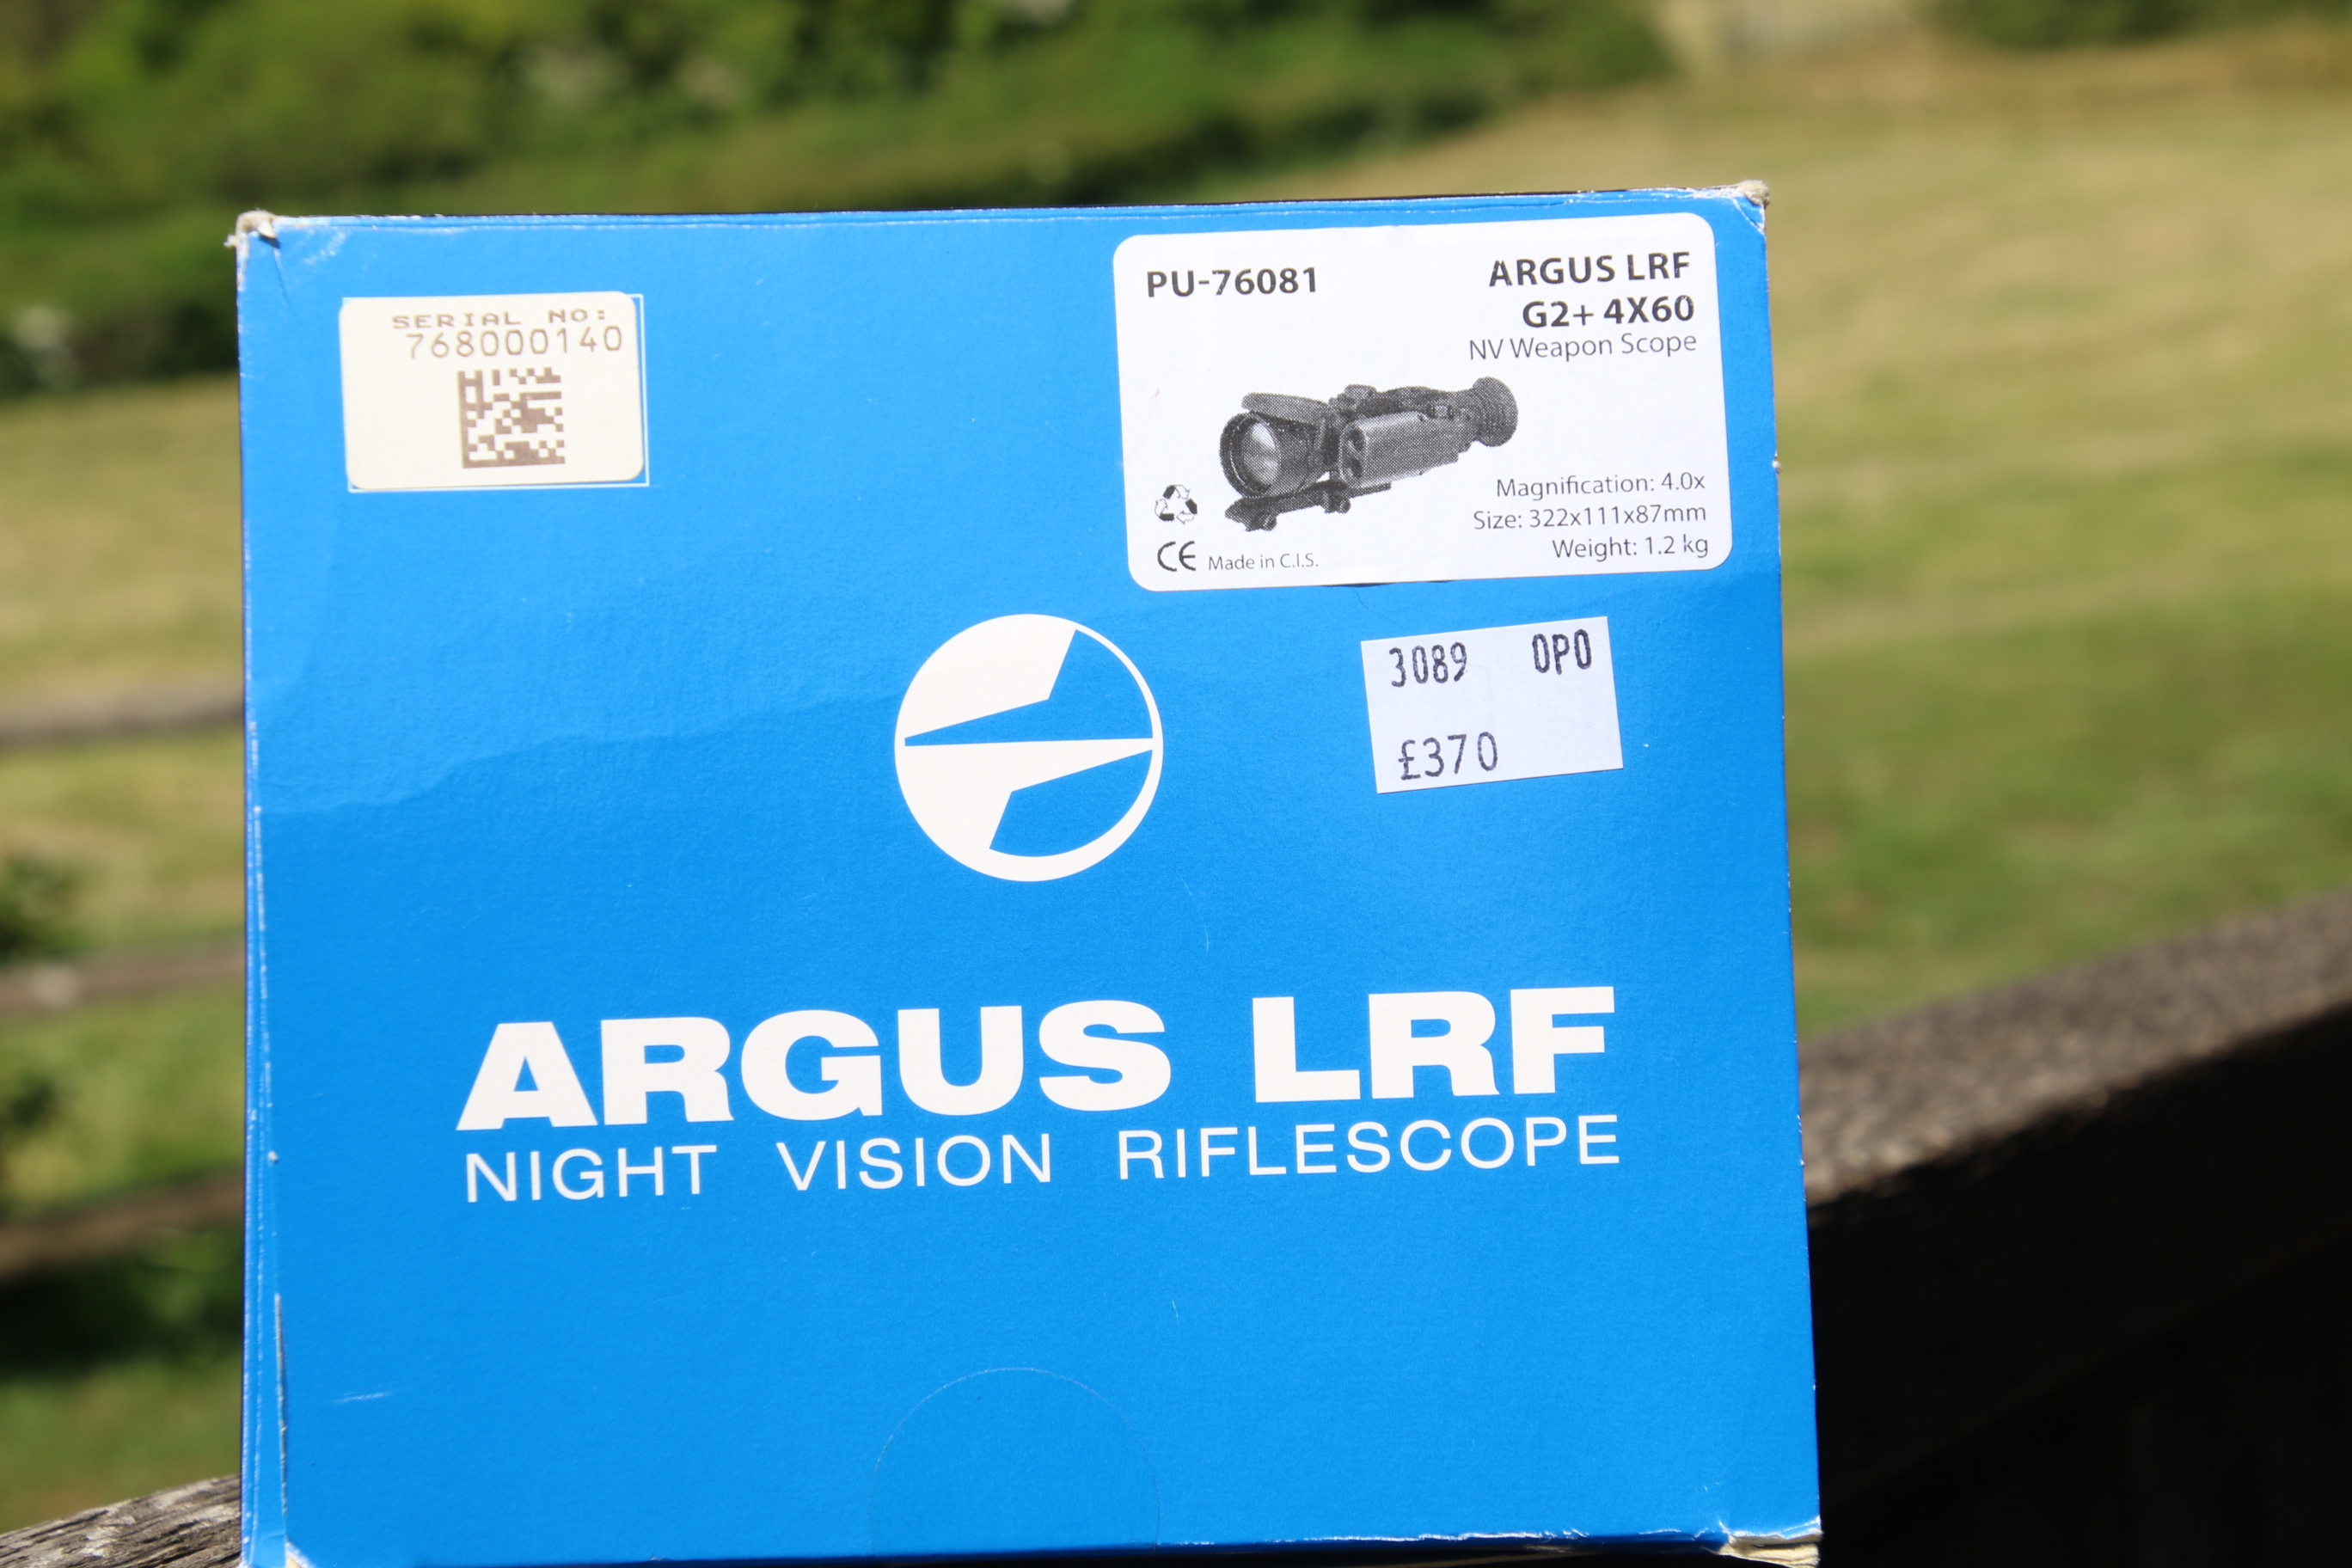 SERIAL NO:
768000140
PU-76081
ARGUS LRF
G2+ 4X60
NV Weapon Scope
Magnification: 4.0x
Size: 322x111x87mm
Weight: 1.2 kg
CE Made in C.I.S.
3089 OPO
£370
ARGUS LRF
NIGHT VISION RIFLESCOPE